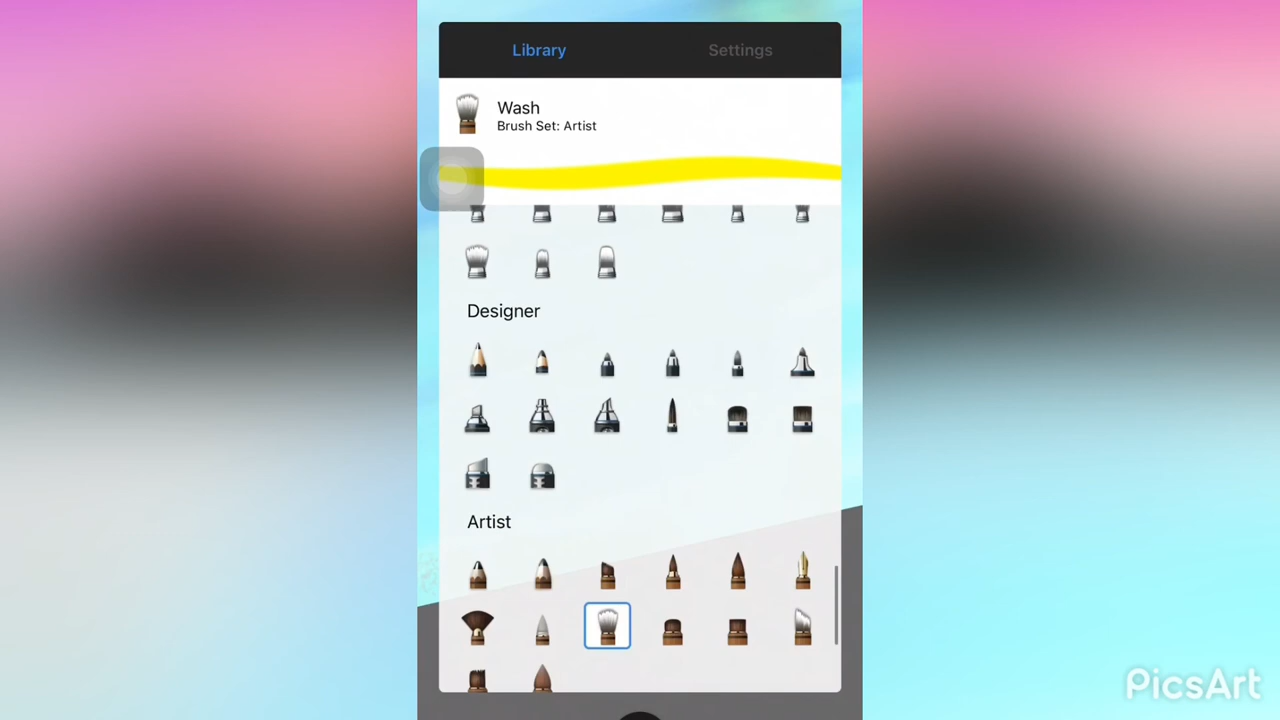 Library
Settings
Wash
Brush Set: Artist
Designer
Artist
PicsArt